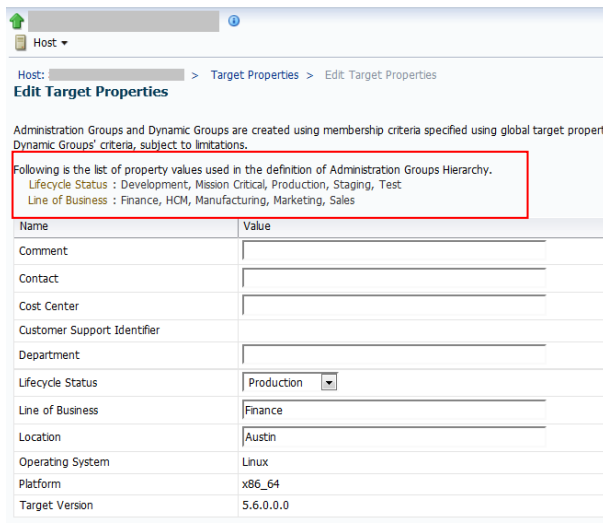 Host
Host: > Target Properties > Edit Target Properties
Edit Target Properties
Administration Groups and Dynamic Groups are created using membership criteria specified using global target propert
Dynamic Groups' criteria, subject to limitations.
Following is the list of property values used in the definition of Administration Groups Hierarchy.
Lifecycle Status : Development, Mission Critical, Production, Staging, Test
Line of Business : Finance, HCM, Manufacturing, Marketing, Sales
Name Value
Comment
Contact
Cost Center
Customer Support Identifier
Department
Lifecycle Status Production
Line of Business Finance
Location Austin
Operating System Linux
Platform x86_64
Target Version 5.6.0.0.0